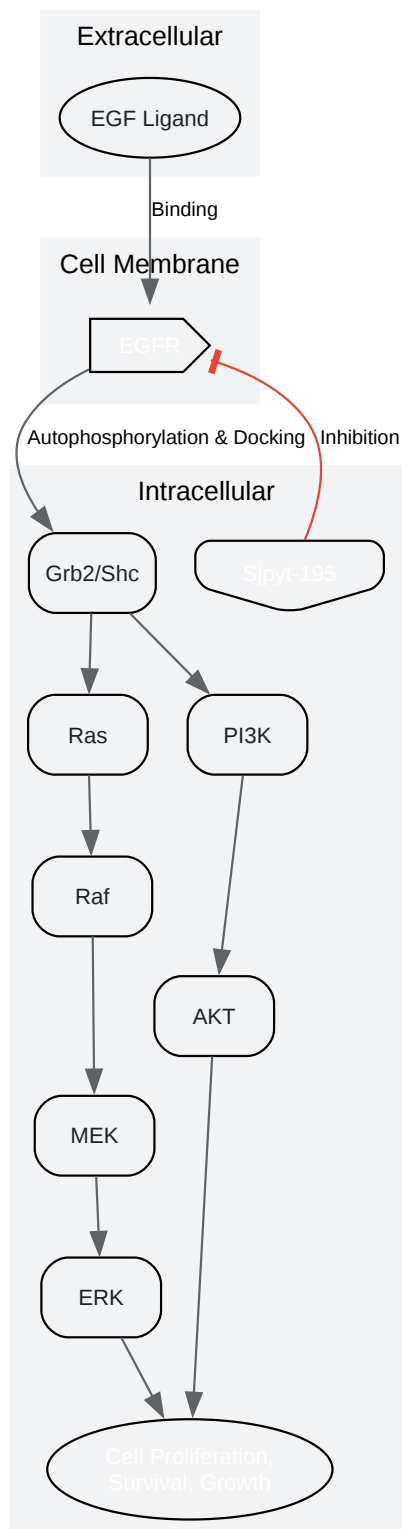 Extracellular
EGF Ligand
Binding
Cell Membrane
EGFR
Autophosphorylation & Docking
Inhibition
Intracellular
Grb2/Shc
Sjpyt-195
Ras
PI3K
Raf
AKT
MEK
ERK
Cell Proliferation,
Survival, Growth